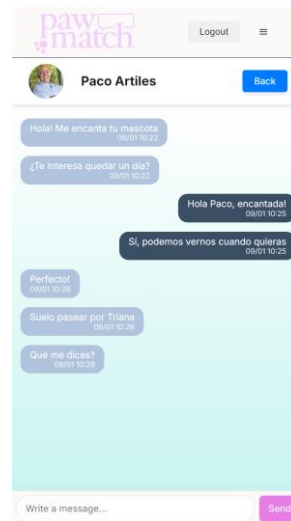 paw
match
Logout
Paco Artiles
Back
Hola! Me encanta tu mascota
09/01 10:22
¿Te interesa quedar un día?
09/01 10:22
Hola Paco, encantada!
09/01 10:25
Sí, podemos vernos cuando quieras
09/01 10:25
Perfecto!
09/01 10:26
Suelo pasear por Triana
09/01 10:26
Qué me dices?
09/01 10:26
Write a message...
Send